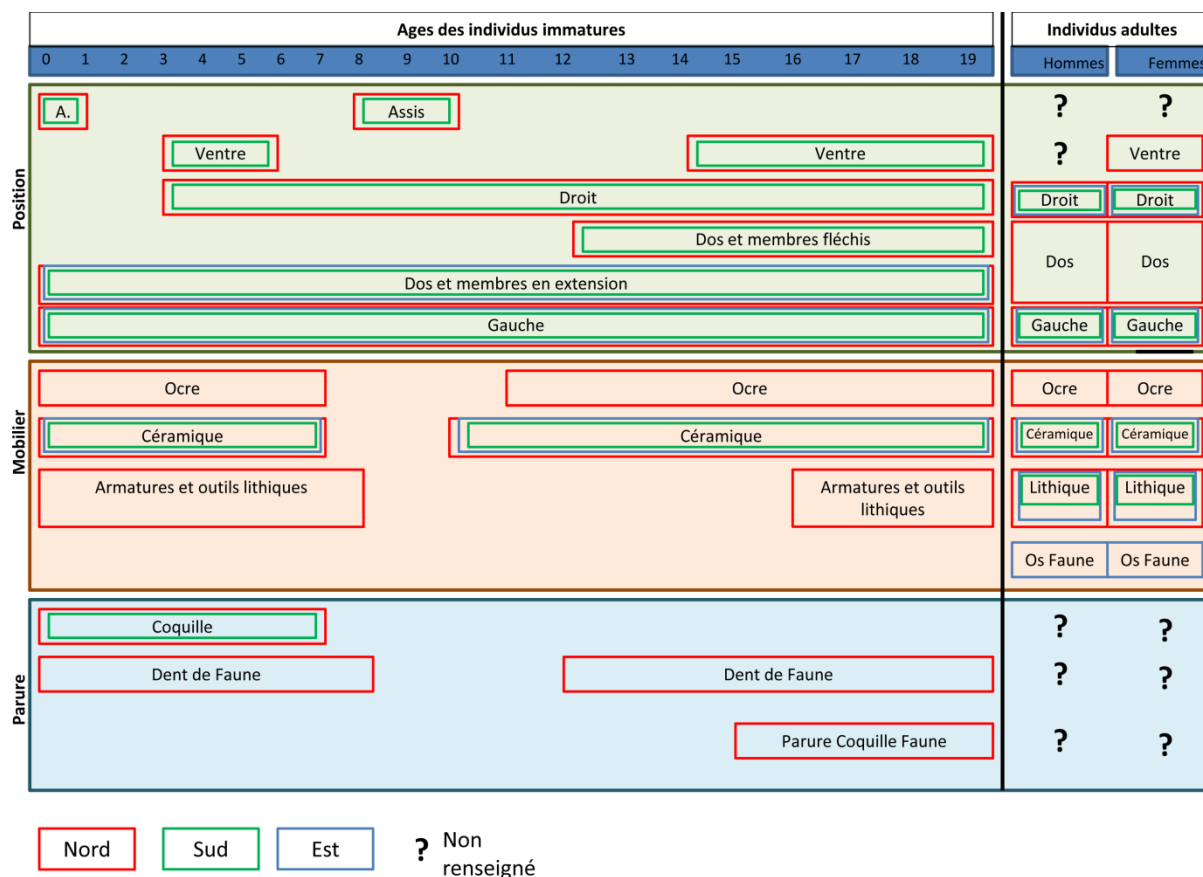 Ages des individus immatures
Individus adultes
0 1 2 3 4 5 6 7 8 9 10 11 12 13 14 15 16 17 18 19
Hommes Femmes
Position
A. Assis ? ?
Ventre Ventre ? Ventre
Droit Droit Droit
Dos et membres fléchis
Dos Dos
Dos et membres en extension
Gauche Gauche Gauche
Mobilier
Ocre Ocre Ocre Ocre
Céramique Céramique Céramique Céramique
Armatures et outils lithiques
Armatures et outils
lithiques
Lithique Lithique
Os Faune Os Faune
Parure
Coquille ? ?
Dent de Faune Dent de Faune ? ?
Parure Coquille Faune ? ?
Nord Sud Est
? Non
renseigné